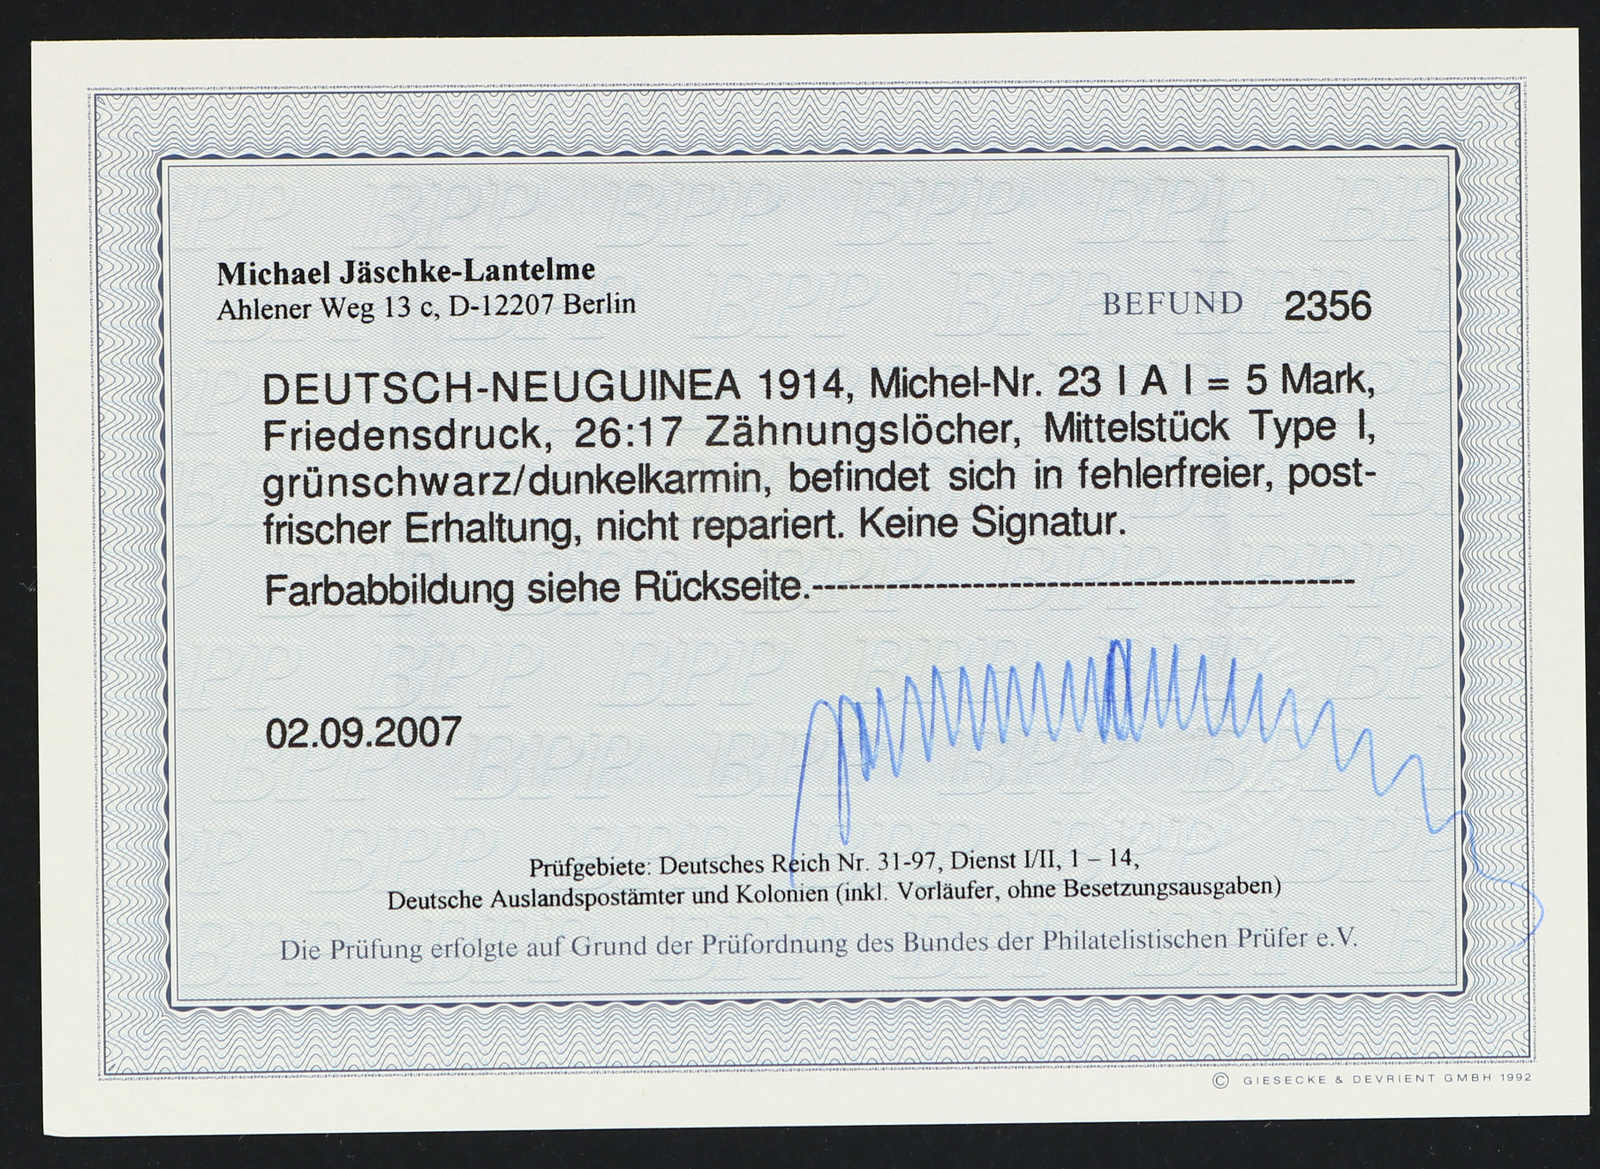 Michael Jäschke-Lantelme
Ahlener Weg 13 c, D-12207 Berlin
BEFUND 2356
DEUTSCH-NEUGUINEA 1914, Michel-Nr. 23 I A I = 5 Mark,
Friedensdruck, 26:17 Zähnungslöcher, Mittelstück Type I,
grünschwarz/dunkelkarmin, befindet sich in fehlerfreier, post-
frischer Erhaltung, nicht repariert. Keine Signatur.
Farbabbildung siehe Rückseite.--------------------------------------------
02.09.2007
Prüfgebiete: Deutsches Reich Nr. 31-97, Dienst I/II, 1 – 14,
Deutsche Auslandspostämter und Kolonien (inkl. Vorläufer, ohne Besetzungsausgaben)
Die Prüfung erfolgte auf Grund der Prüfordnung des Bundes der Philatelistischen Prüfer e.V.
© GIESECKE & DEVRIENT GMBH 1992